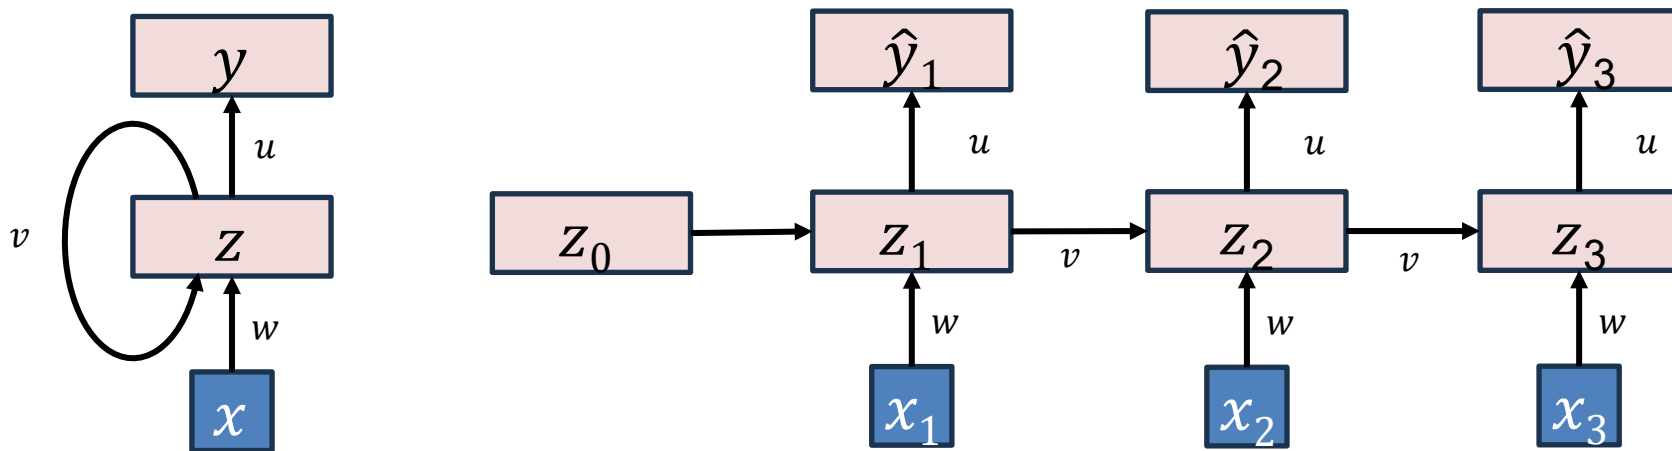 y
u
v
z
w
x
ŷ₁ ŷ₂ ŷ₃
u u u
z₀ z₁ z₂ z₃
v v
w w w
x₁ x₂ x₃